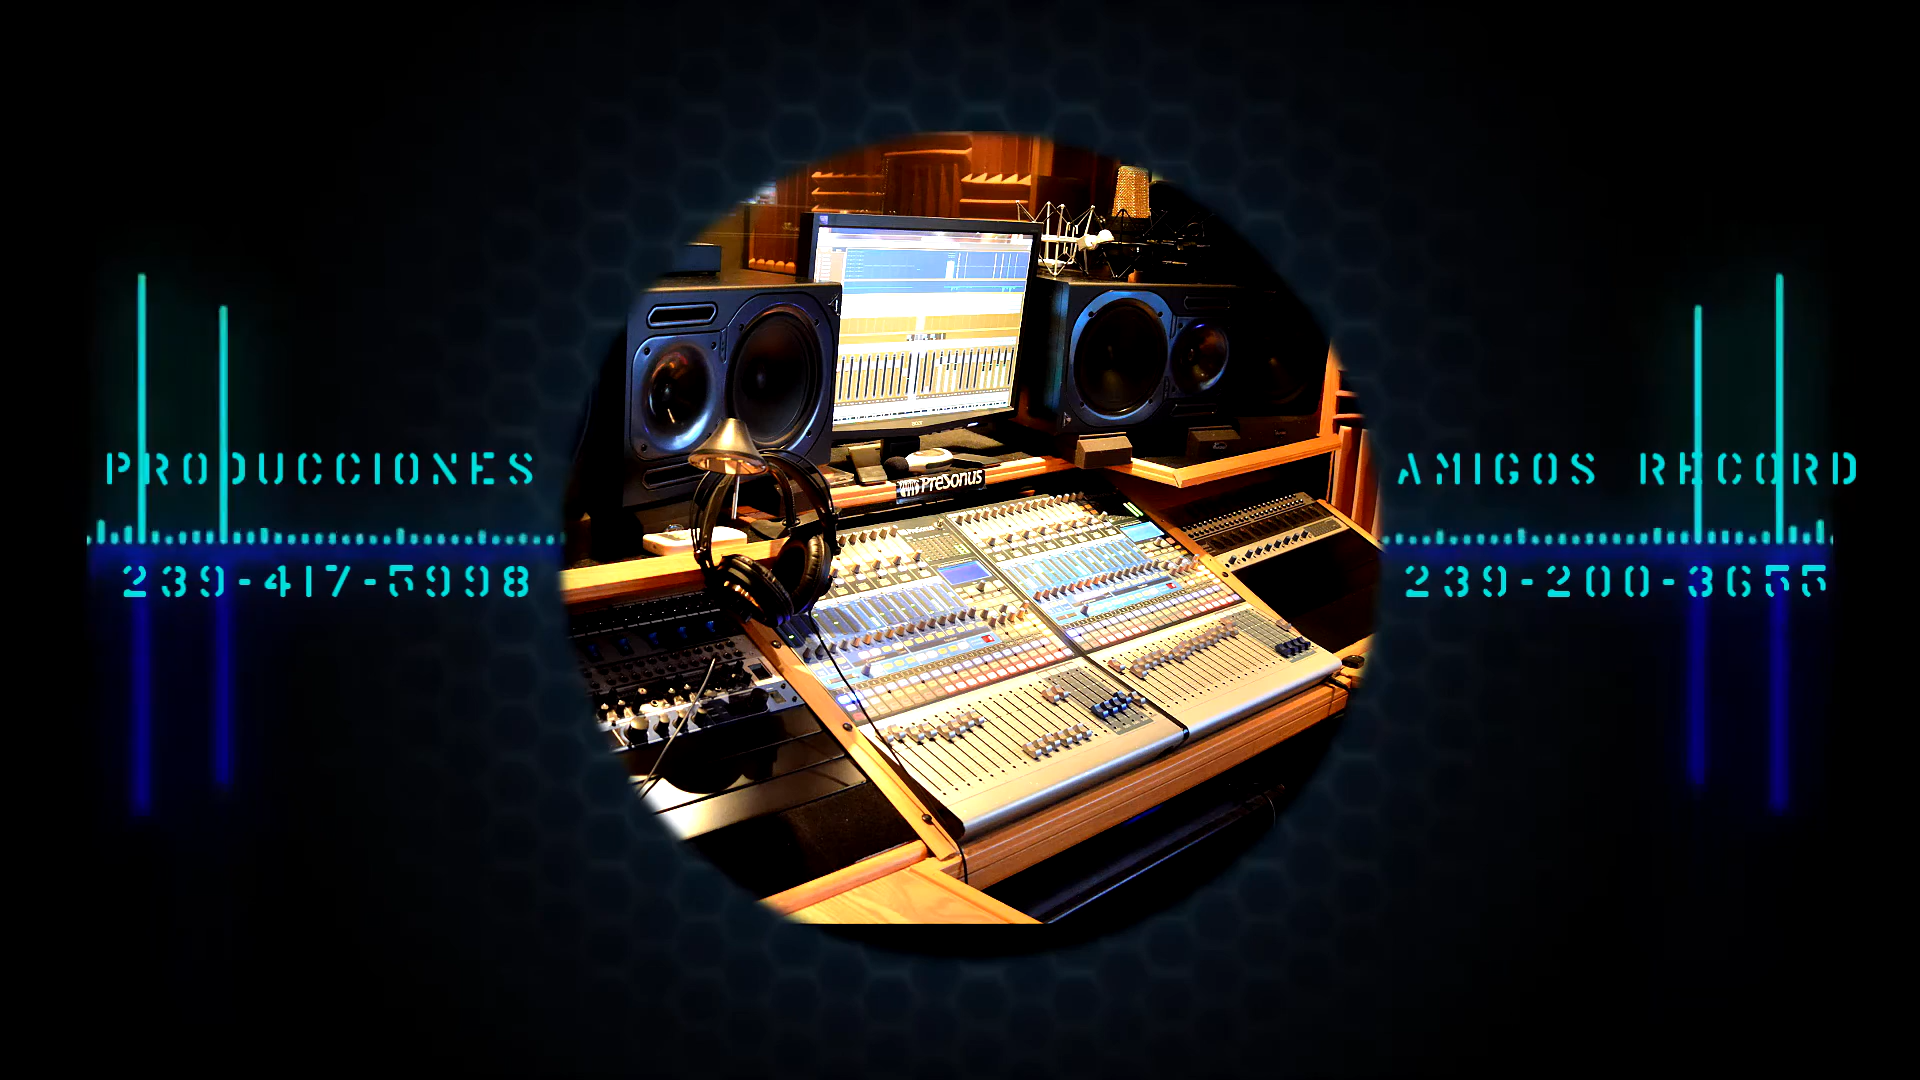 PRODUCCIONES
239-417-5998
PreSonus
AMIGOS RECORD
239-200-3655